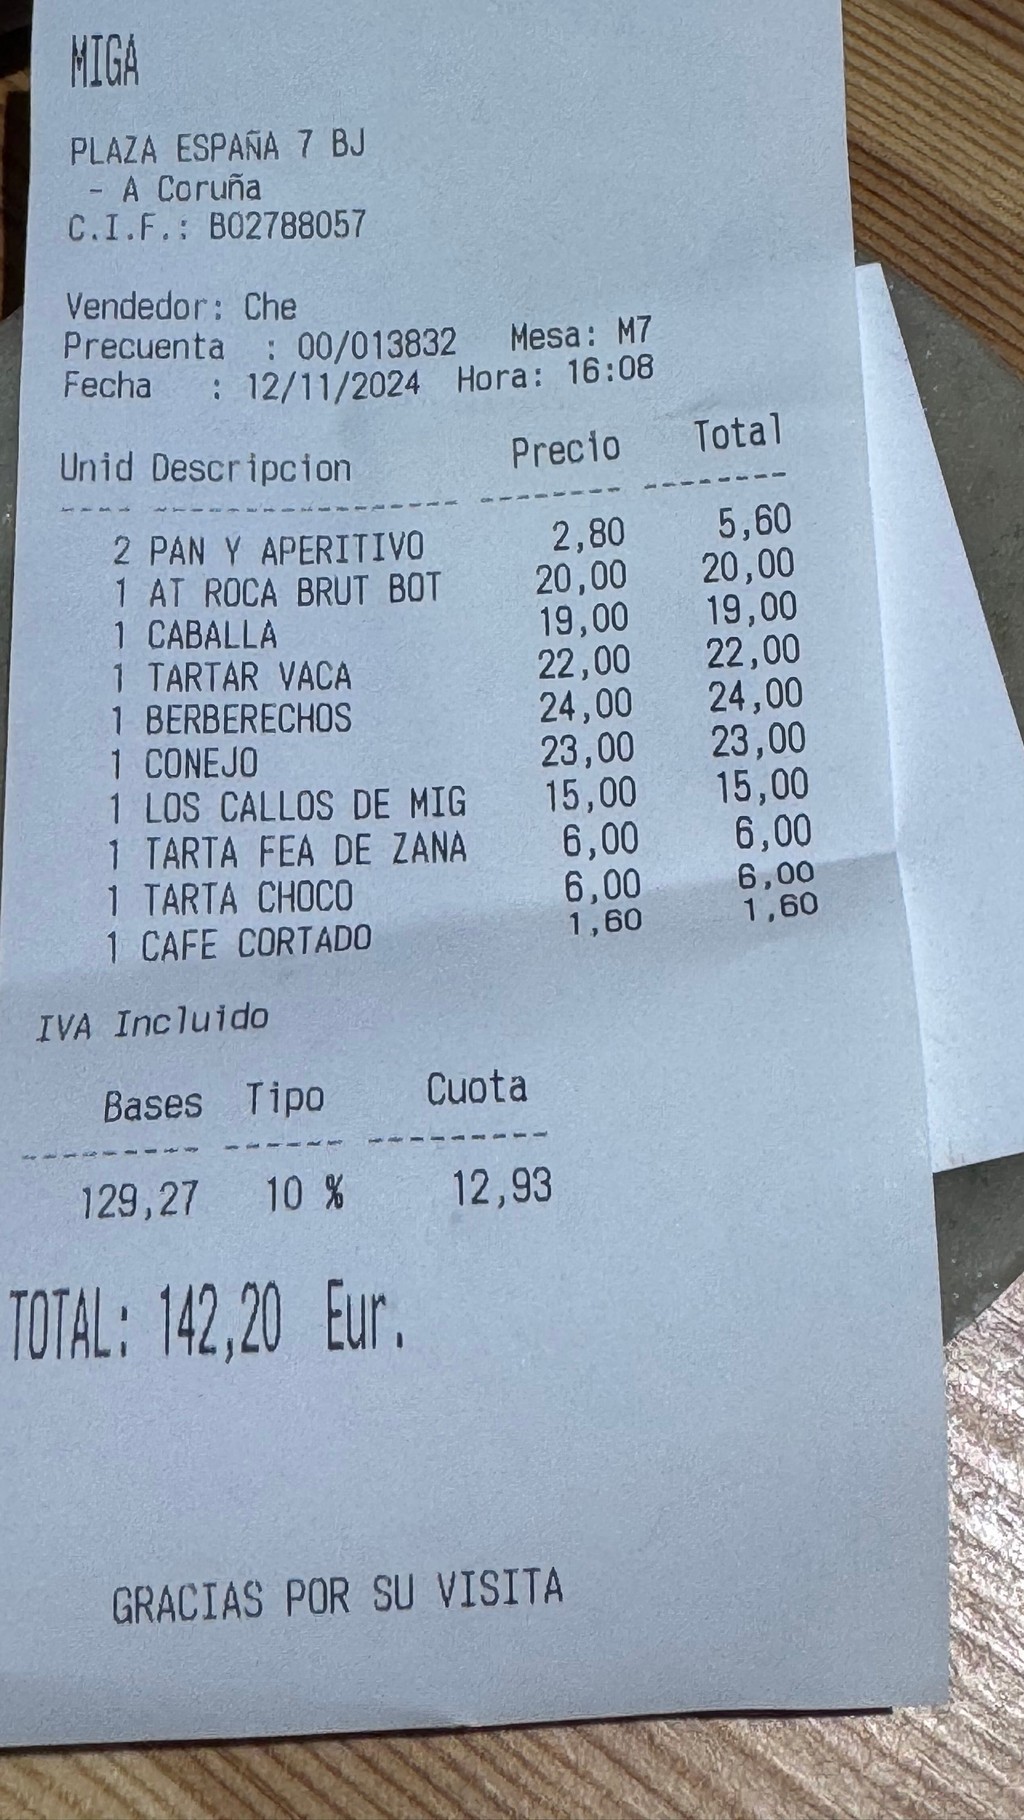 MIGA
PLAZA ESPAÑA 7 BJ
- A Coruña
C.I.F.: B02788057
Vendedor: Che
Precuenta : 00/013832 Mesa: M7
Fecha : 12/11/2024 Hora: 16:08
Unid Descripcion Precio Total
2 PAN Y APERITIVO 2,80 5,60
1 AT ROCA BRUT BOT 20,00 20,00
1 CABALLA 19,00 19,00
1 TARTAR VACA 22,00 22,00
1 BERBERECHOS 24,00 24,00
1 CONEJO 23,00 23,00
1 LOS CALLOS DE MIG 15,00 15,00
1 TARTA FEA DE ZANA 6,00 6,00
1 TARTA CHOCO 6,00 6,00
1 CAFE CORTADO 1,60 1,60
IVA Incluido
Bases Tipo Cuota
129,27 10 % 12,93
TOTAL: 142,20 Eur.
GRACIAS POR SU VISITA